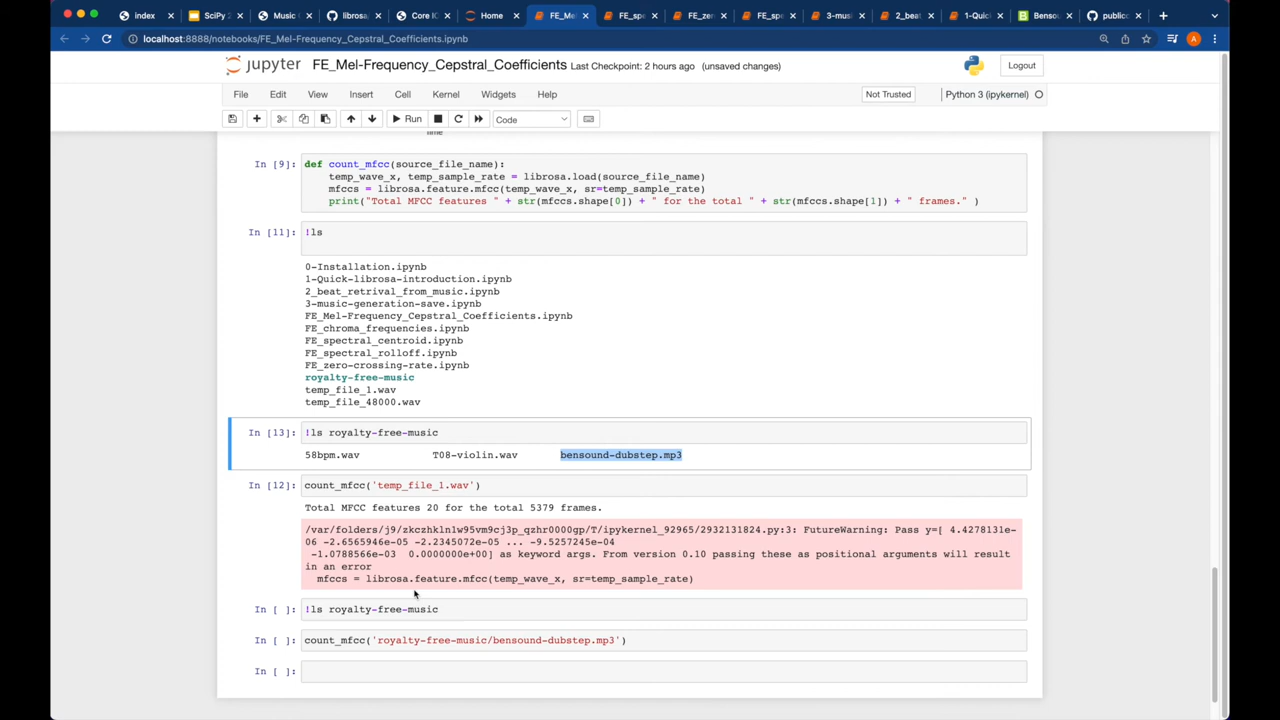 index
SciPy 2
Music
librosa
Core IO
Home
FE_Me
FE_sp
FE_zer
FE_sp
3-mus
2_beat
1-Quic
Bensou
public
localhost:8888/notebooks/FE_Mel-Frequency_Cepstral_Coefficients.ipynb
A
jupyter FE_Mel-Frequency_Cepstral_Coefficients Last Checkpoint: 2 hours ago (unsaved changes)
Logout
File Edit View Insert Cell Kernel Widgets Help
Not Trusted
Python 3 (ipykernel)
Run
Code
Time
In [9]: def count_mfcc(source_file_name):
temp_wave_x, temp_sample_rate = librosa.load(source_file_name)
mfccs = librosa.feature.mfcc(temp_wave_x, sr=temp_sample_rate)
print("Total MFCC features " + str(mfccs.shape[0]) + " for the total " + str(mfccs.shape[1]) + " frames." )
In [11]: !ls
0-Installation.ipynb
1-Quick-librosa-introduction.ipynb
2_beat_retrival_from_music.ipynb
3-music-generation-save.ipynb
FE_Mel-Frequency_Cepstral_Coefficients.ipynb
FE_chroma_frequencies.ipynb
FE_spectral_centroid.ipynb
FE_spectral_rolloff.ipynb
FE_zero-crossing-rate.ipynb
royalty-free-music
temp_file_1.wav
temp_file_48000.wav
In [13]: !ls royalty-free-music
58bpm.wav T08-violin.wav bensound-dubstep.mp3
In [12]: count_mfcc('temp_file_1.wav')
Total MFCC features 20 for the total 5379 frames.
/var/folders/j9/zkczhkln1w95vm9cj3p_qzhr0000gp/T/ipykernel_92965/2932131824.py:3: FutureWarning: Pass y=[ 4.4278131e-
06 -2.6565946e-05 -2.2345072e-05 ... -9.5257245e-04
-1.0788566e-03 0.0000000e+00] as keyword args. From version 0.10 passing these as positional arguments will result
in an error
mfccs = librosa.feature.mfcc(temp_wave_x, sr=temp_sample_rate)
In [ ]: !ls royalty-free-music
In [ ]: count_mfcc('royalty-free-music/bensound-dubstep.mp3')
In [ ]: